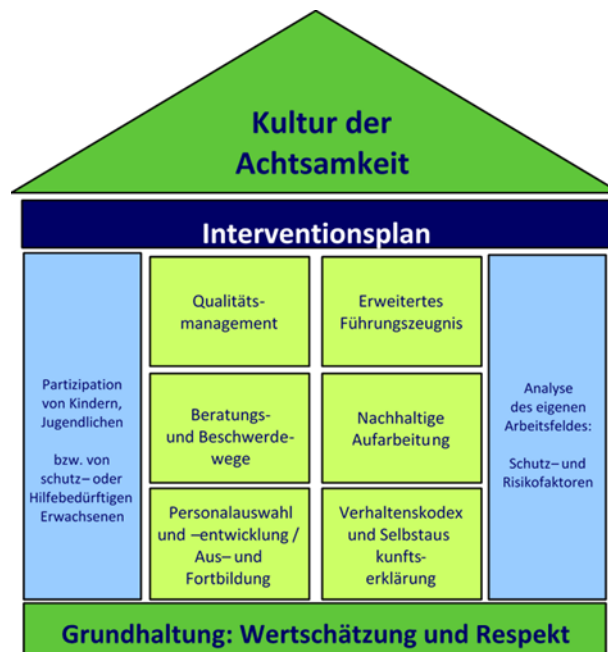 Kultur der
Achtsamkeit
Interventionsplan
Partizipation
von Kindern,
Jugendlichen
bzw. von
schutz– oder
Hilfebedürftigen
Erwachsenen
Qualitäts-
management
Erweitertes
Führungszeugnis
Beratungs-
und Beschwerde-
wege
Nachhaltige
Aufarbeitung
Personalauswahl
und –entwicklung /
Aus– und
Fortbildung
Verhaltenskodex
und Selbstaus
kunfts-
erklärung
Analyse
des eigenen
Arbeitsfeldes:
Schutz– und
Risikofaktoren
Grundhaltung: Wertschätzung und Respekt